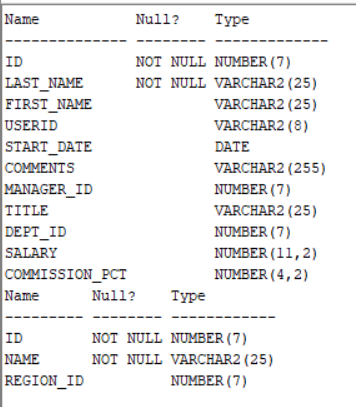 Name           Null?    Type
-------------- -------- -------------
ID             NOT NULL NUMBER(7)
LAST_NAME      NOT NULL VARCHAR2(25)
FIRST_NAME              VARCHAR2(25)
USERID                  VARCHAR2(8)
START_DATE              DATE
COMMENTS                VARCHAR2(255)
MANAGER_ID              NUMBER(7)
TITLE                   VARCHAR2(25)
DEPT_ID                 NUMBER(7)
SALARY                  NUMBER(11,2)
COMMISSION_PCT          NUMBER(4,2)
Name      Null?    Type
--------- -------- ------------
ID        NOT NULL NUMBER(7)
NAME      NOT NULL VARCHAR2(25)
REGION_ID          NUMBER(7)